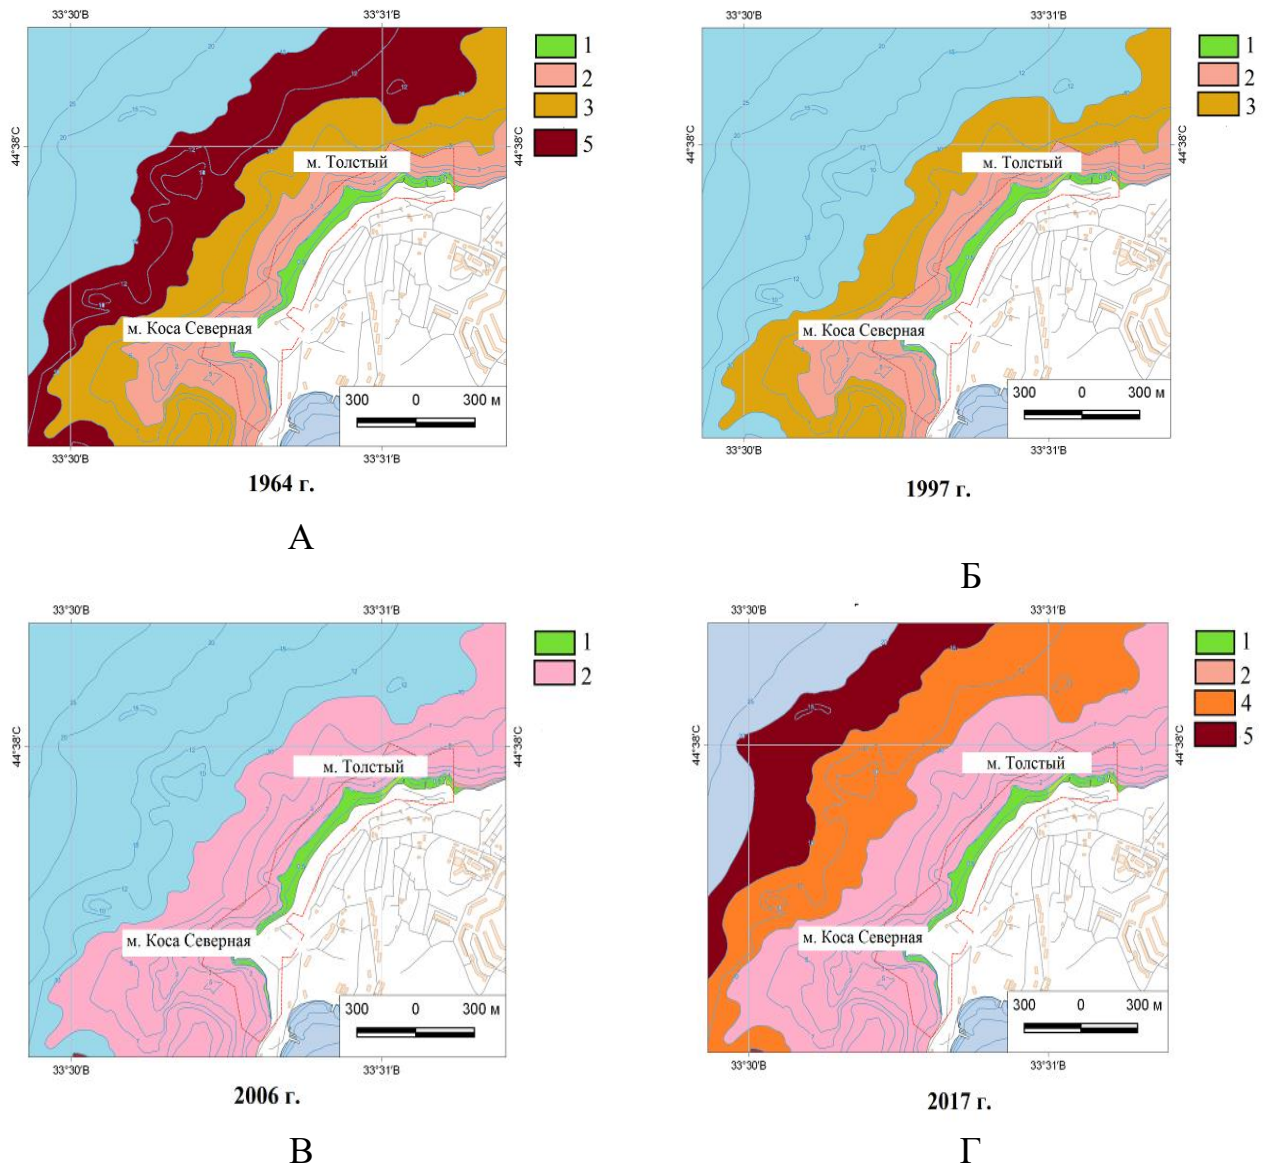 33°30'В 33°31'В
44°38'С
1
2
3
5
м. Толстый
м. Коса Северная
300 0 300 м
33°30'В 33°31'В
1964 г.
А
33°30'В 33°31'В
44°38'С 44°38'С
1
2
3
м. Толстый
м. Коса Северная
300 0 300 м
33°30'В 33°31'В
1997 г.
Б
33°30'В 33°31'В
44°38'С
1
2
м. Толстый
м. Коса Северная
300 0 300 м
33°30'В 33°31'В
2006 г.
В
33°30'В 33°31'В
44°38'С 44°38'С
1
2
4
5
м. Толстый
м. Коса Северная
300 0 300 м
33°30'В 33°31'В
2017 г.
Г